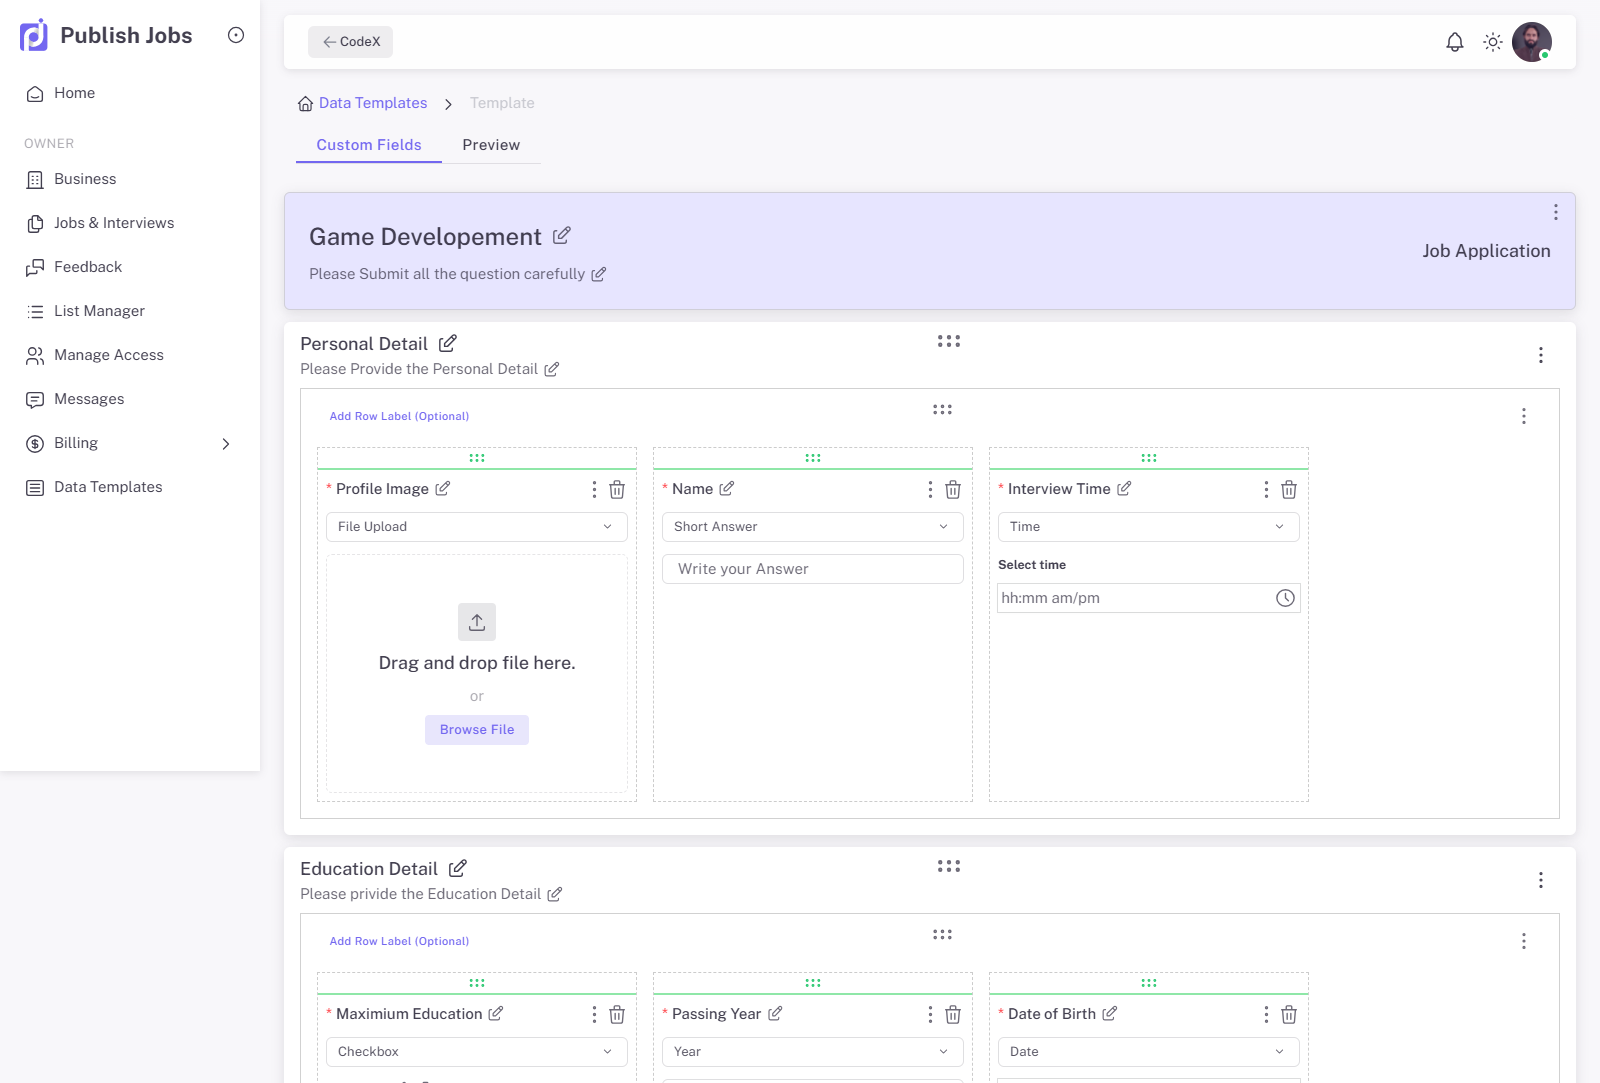 Publish Jobs
Home
OWNER
Business
Jobs & Interviews
Feedback
List Manager
Manage Access
Messages
Billing
Data Templates
CodeX
Data Templates
Template
Custom Fields
Preview
Game Developement
Please Submit all the question carefully
Job Application
Personal Detail
Please Provide the Personal Detail
Add Row Label (Optional)
* Profile Image
File Upload
Drag and drop file here.
or
Browse File
* Name
Short Answer
Write your Answer
* Interview Time
Time
Select time
hh:mm am/pm
Education Detail
Please privide the Education Detail
Add Row Label (Optional)
* Maximium Education
Checkbox
* Passing Year
Year
* Date of Birth
Date